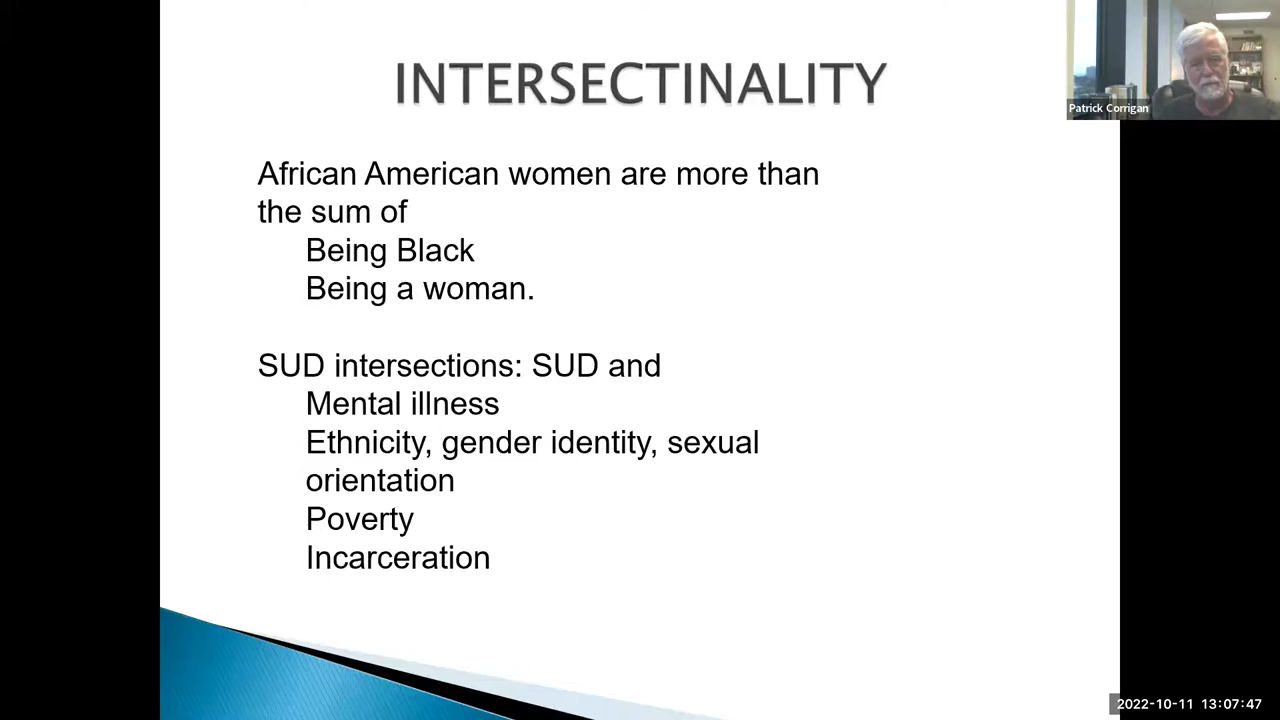 INTERSECTINALITY
Patrick Corrigan
African American women are more than
the sum of
Being Black
Being a woman.
SUD intersections: SUD and
Mental illness
Ethnicity, gender identity, sexual
orientation
Poverty
Incarceration
2022-10-11 13:07:47